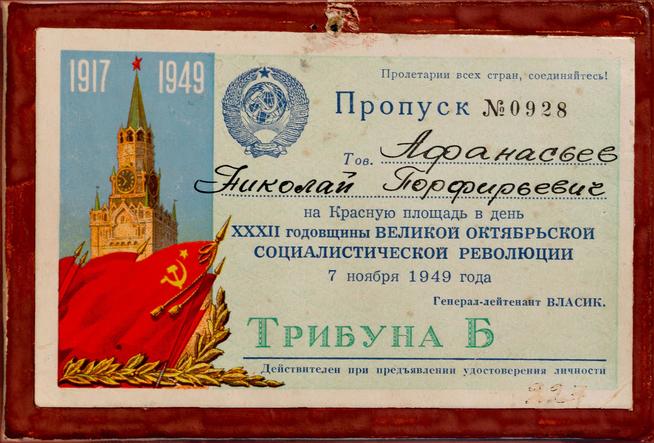 1917 1949
Пролетарии всех стран, соединяйтесь!
Пропуск №0928
Тов. Афанасьев
Николай Порфирьевич
на Красную площадь в день
XXXII годовщины ВЕЛИКОЙ ОКТЯБРЬСКОЙ
СОЦИАЛИСТИЧЕСКОЙ РЕВОЛЮЦИИ
7 ноября 1949 года
Генерал-лейтенант ВЛАСИК.
ТРИБУНА Б
Действителен при предъявлении удостоверения личности